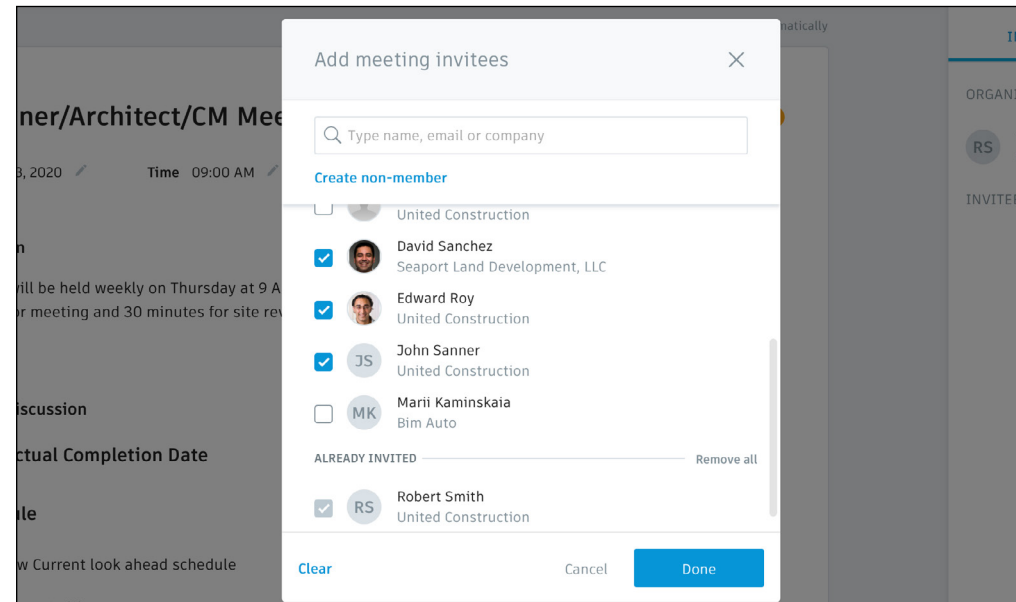 natically
Add meeting invitees
ner/Architect/CM Mee
Type name, email or company
3, 2020
Time 09:00 AM
Create non-member
ORGANI
RS
INVITEE
United Construction
n
David Sanchez
Seaport Land Development, LLC
will be held weekly on Thursday at 9 A
Edward Roy
or meeting and 30 minutes for site rev
United Construction
JS
John Sanner
United Construction
iscussion
MK
Marii Kaminskaia
Bim Auto
ctual Completion Date
ALREADY INVITED
Remove all
RS
Robert Smith
United Construction
ule
w Current look ahead schedule
Clear
Cancel
Done